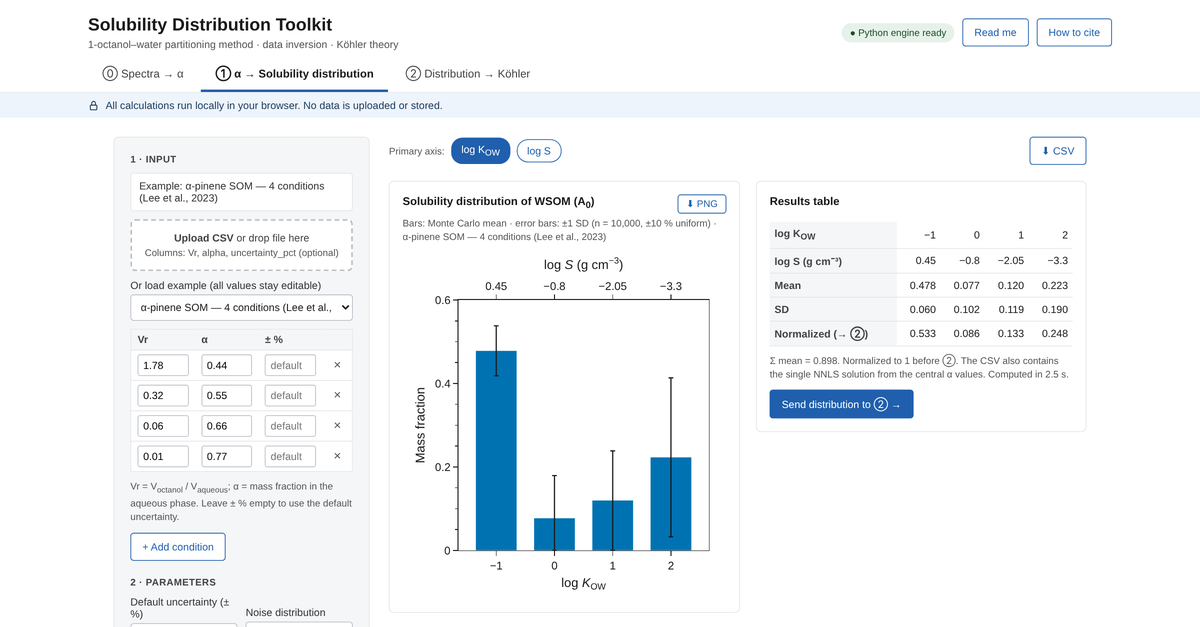 Solubility Distribution Toolkit
1-octanol–water partitioning method · data inversion · Köhler theory
● Python engine ready
Read me
How to cite
⓪ Spectra → α
① α → Solubility distribution
② Distribution → Köhler
All calculations run locally in your browser. No data is uploaded or stored.
1 · INPUT
Example: α-pinene SOM — 4 conditions
(Lee et al., 2023)
Upload CSV or drop file here
Columns: Vr, alpha, uncertainty_pct (optional)
Or load example (all values stay editable)
α-pinene SOM — 4 conditions (Lee et al.,
Vr α ± %
1.78 0.44 default ×
0.32 0.55 default ×
0.06 0.66 default ×
0.01 0.77 default ×
Vr = Voctanol / Vaqueous; α = mass fraction in the
aqueous phase. Leave ± % empty to use the default
uncertainty.
+ Add condition
2 · PARAMETERS
Default uncertainty (±
%)
Noise distribution
Primary axis:
log KOW
log S
⬇ CSV
Solubility distribution of WSOM (A0)
⬇ PNG
Bars: Monte Carlo mean · error bars: ±1 SD (n = 10,000, ±10 % uniform) ·
α-pinene SOM — 4 conditions (Lee et al., 2023)
log S (g cm−3)
0.45 −0.8 −2.05 −3.3
0.6
0.4
0.2
0
Mass fraction
−1 0 1 2
log KOW
Results table
log KOW −1 0 1 2
log S (g cm⁻³) 0.45 −0.8 −2.05 −3.3
Mean 0.478 0.077 0.120 0.223
SD 0.060 0.102 0.119 0.190
Normalized (→ ②) 0.533 0.086 0.133 0.248
Σ mean = 0.898. Normalized to 1 before ②. The CSV also contains
the single NNLS solution from the central α values. Computed in 2.5 s.
Send distribution to ② →